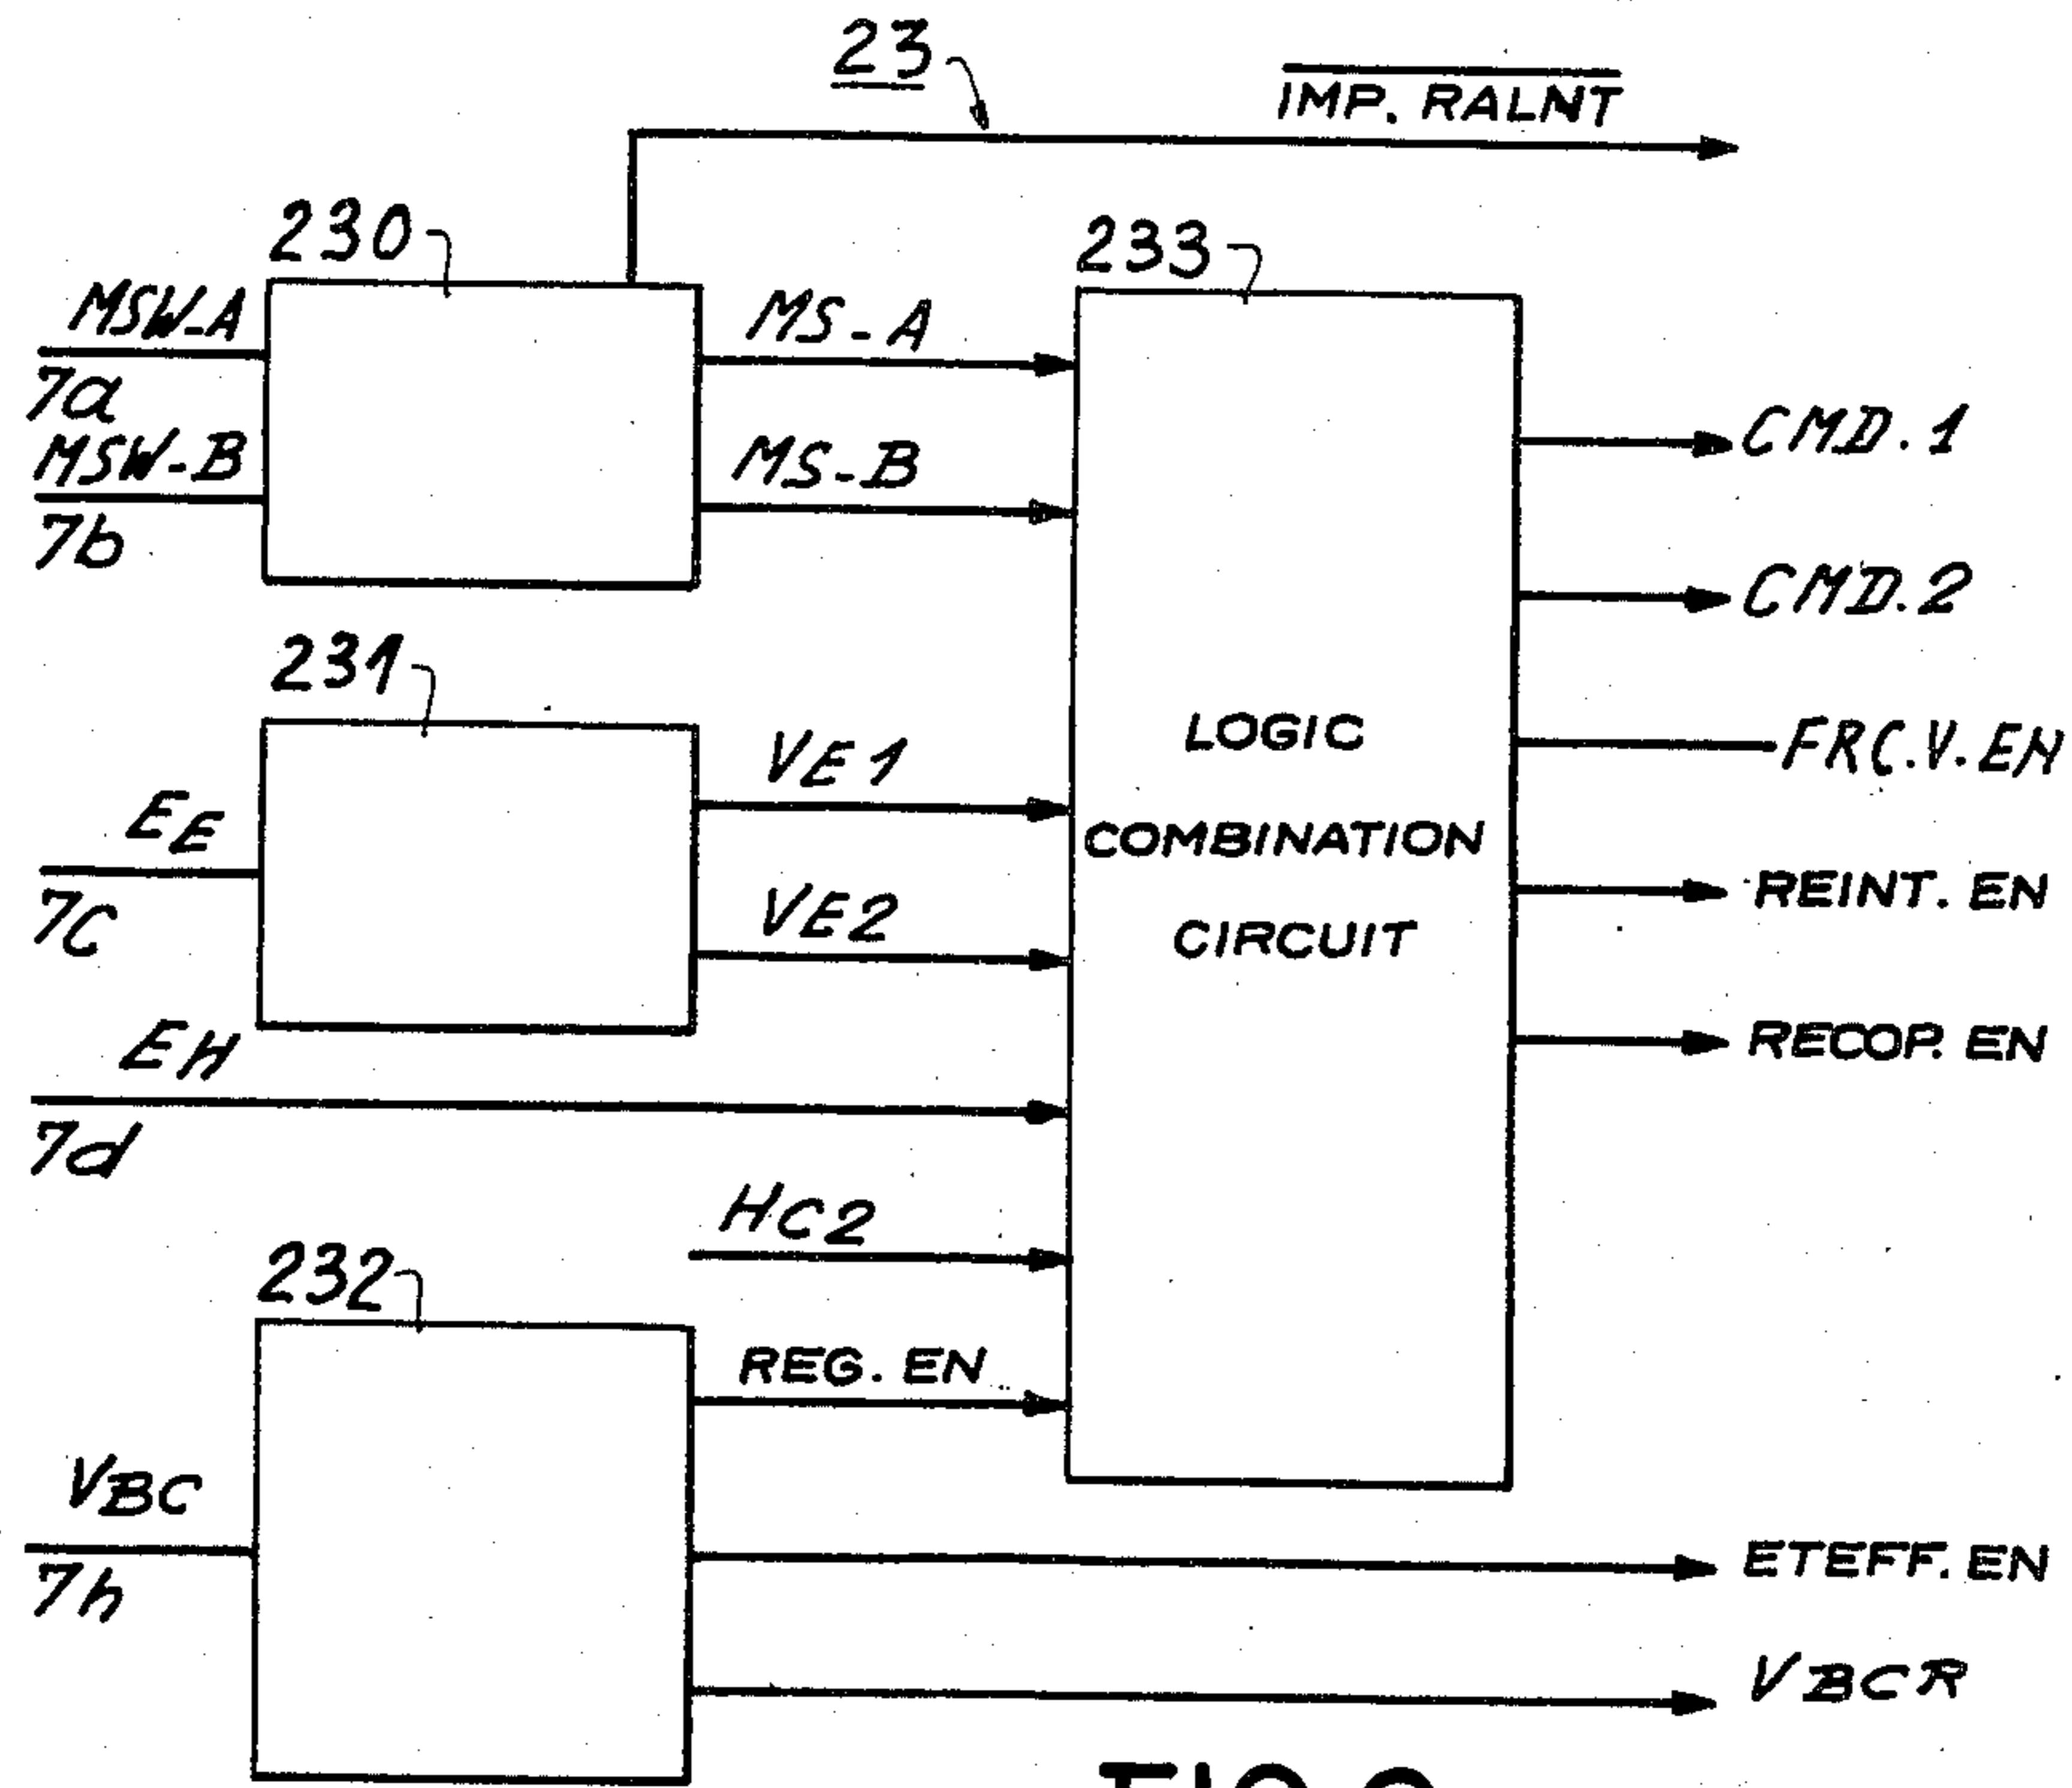 23
IMP. RALNT
230
233
MSW-A
7a
MSW-B
7b
MS-A
MS-B
CMD.1
CMD.2
231
VE1
VE2
EE
7C
LOGIC
COMBINATION
CIRCUIT
FRC.V.EN
REINT. EN
RECOP. EN
EH
7d
HC2
232
REG. EN
VBC
7h
ETEFF. EN
VBCR